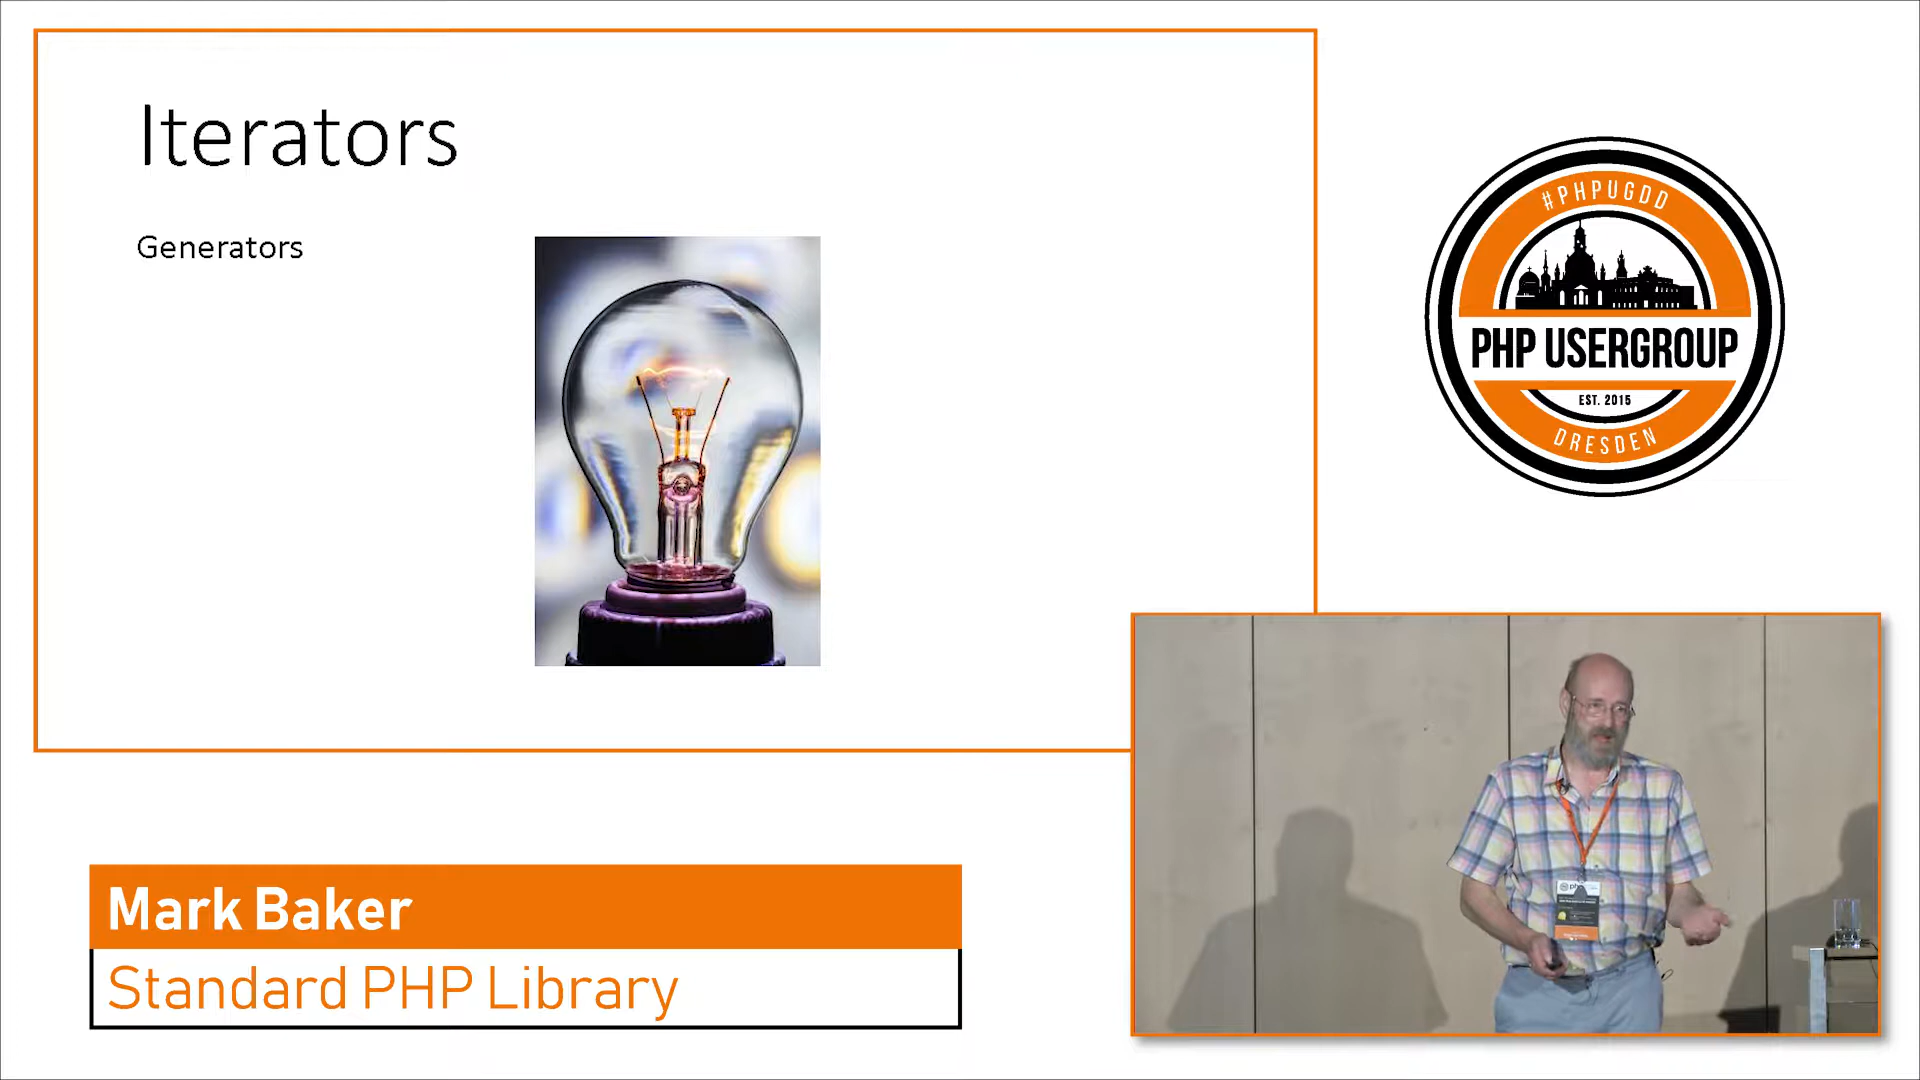 Iterators
Generators
#PHPUGDD
PHP USERGROUP
EST. 2015
DRESDEN
Mark Baker
Standard PHP Library